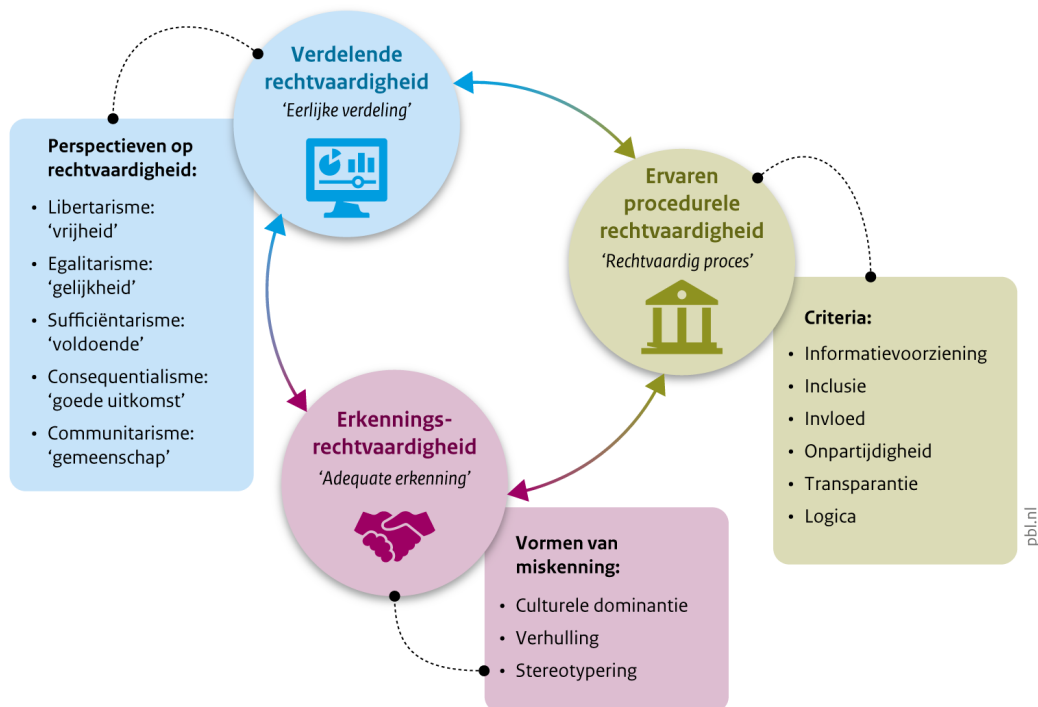 Verdelende
rechtvaardigheid
‘Eerlijke verdeling’
Perspectieven op
rechtvaardigheid:
• Libertarisme:
‘vrijheid’
• Egalitarisme:
‘gelijkheid’
• Sufficiëntarisme:
‘voldoende’
• Consequentialisme:
‘goede uitkomst’
• Communitarisme:
‘gemeenschap’
Ervaren
procedurele
rechtvaardigheid
‘Rechtvaardig proces’
Criteria:
• Informatievoorziening
• Inclusie
• Invloed
• Onpartijdigheid
• Transparantie
• Logica
Erkennings-
rechtvaardigheid
‘Adequate erkenning’
Vormen van
miskenning:
• Culturele dominantie
• Verhulling
• Stereotypering
pbl.nl